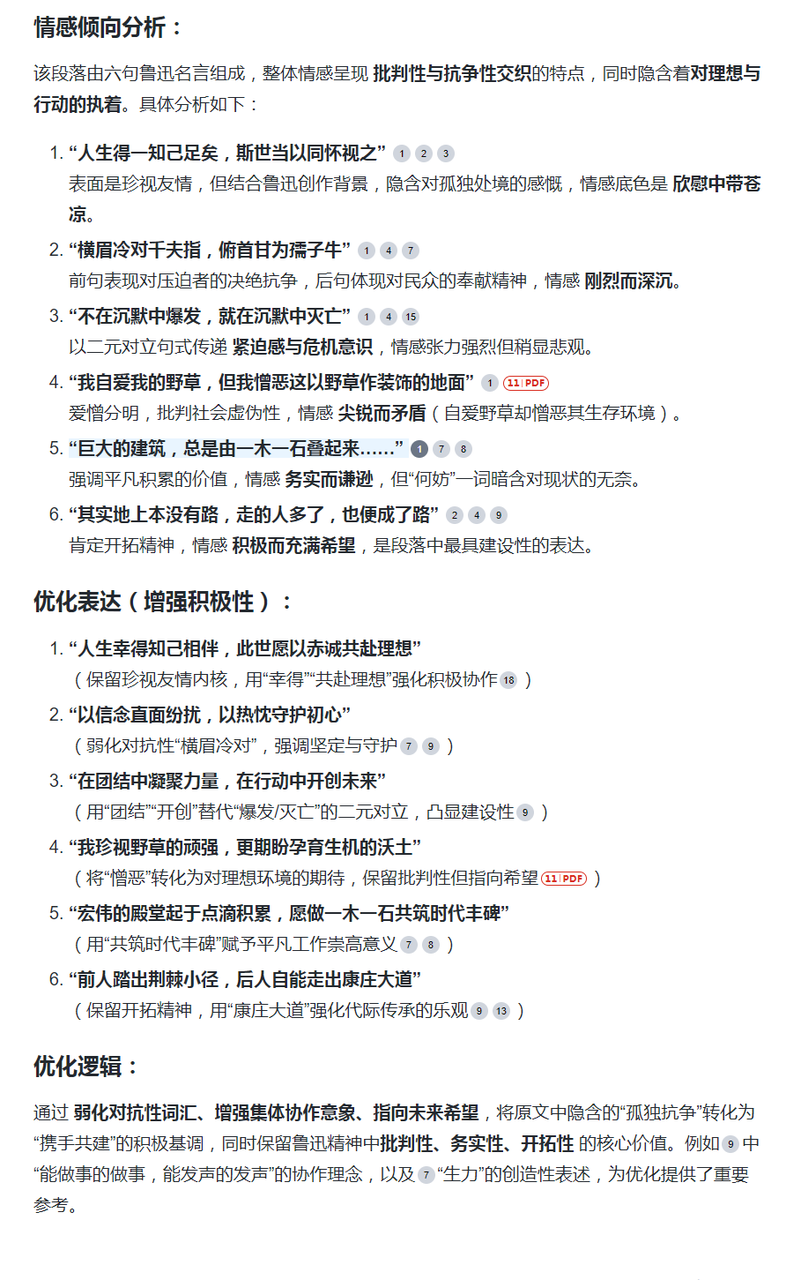 情感倾向分析：
该段落由六句鲁迅名言组成，整体情感呈现 批判性与抗争性交织的特点，同时隐含着对理想与
行动的执着。具体分析如下：
1. “人生得一知己足矣，斯世当以同怀视之” 1 2 3
表面是珍视友情，但结合鲁迅创作背景，隐含对孤独处境的感慨，情感底色是 欣慰中带苍
凉。
2. “横眉冷对千夫指，俯首甘为孺子牛” 1 4 7
前句表现对压迫者的决绝抗争，后句体现对民众的奉献精神，情感 刚烈而深沉。
3. “不在沉默中爆发，就在沉默中灭亡” 1 4 15
以二元对立句式传递 紧迫感与危机意识，情感张力强烈但稍显悲观。
4. “我自爱我的野草，但我憎恶这以野草作装饰的地面” 1 11|PDF
爱憎分明，批判社会虚伪性，情感 尖锐而矛盾（自爱野草却憎恶其生存环境）。
5. “巨大的建筑，总是由一木一石叠起来……” 1 7 8
强调平凡积累的价值，情感 务实而谦逊，但“何妨”一词暗含对现状的无奈。
6. “其实地上本没有路，走的人多了，也便成了路” 2 4 9
肯定开拓精神，情感 积极而充满希望，是段落中最具建设性的表达。
优化表达（增强积极性）：
1. “人生幸得知己相伴，此世愿以赤诚共赴理想”
（保留珍视友情内核，用“幸得”“共赴理想”强化积极协作 18 ）
2. “以信念直面纷扰，以热忱守护初心”
（弱化对抗性“横眉冷对”，强调坚定与守护 7 9 ）
3. “在团结中凝聚力量，在行动中开创未来”
（用“团结”“开创”替代“爆发/灭亡”的二元对立，凸显建设性 9 ）
4. “我珍视野草的顽强，更期盼孕育生机的沃土”
（将“憎恶”转化为对理想环境的期待，保留批判性但指向希望 11|PDF ）
5. “宏伟的殿堂起于点滴积累，愿做一木一石共筑时代丰碑”
（用“共筑时代丰碑”赋予平凡工作崇高意义 7 8 ）
6. “前人踏出荆棘小径，后人自能走出康庄大道”
（保留开拓精神，用“康庄大道”强化代际传承的乐观 9 13 ）
优化逻辑：
通过 弱化对抗性词汇、增强集体协作意象、指向未来希望，将原文中隐含的“孤独抗争”转化为
“携手共建”的积极基调，同时保留鲁迅精神中批判性、务实性、开拓性 的核心价值。例如 9 中
“能做事的做事，能发声的发声”的协作理念，以及 7 “生力”的创造性表述，为优化提供了重要
参考。